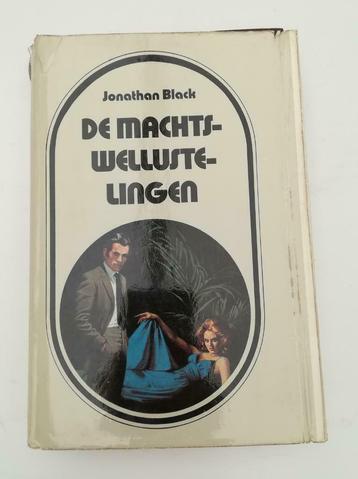 Jonathan Black
DE MACHTS-
WELLUSTE-
LINGEN